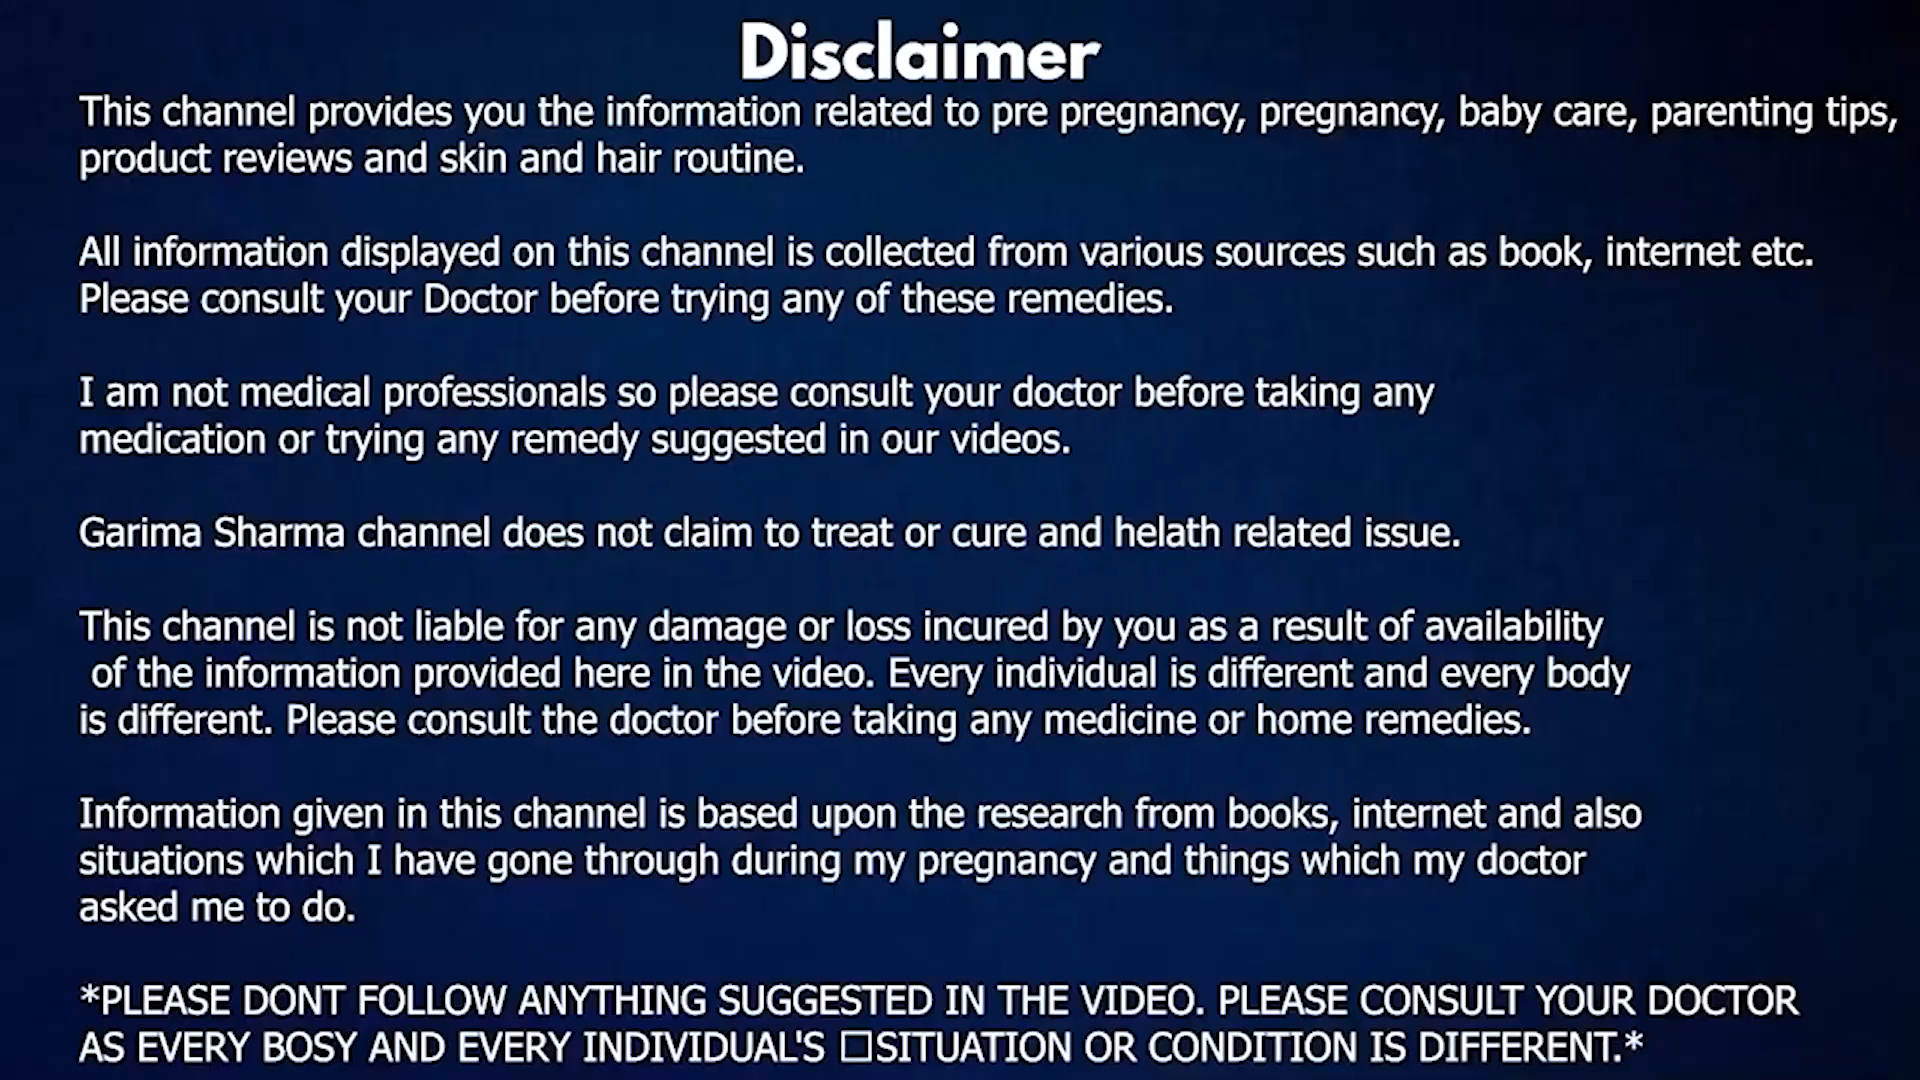 Disclaimer
This channel provides you the information related to pre pregnancy, pregnancy, baby care, parenting tips,
product reviews and skin and hair routine.
All information displayed on this channel is collected from various sources such as book, internet etc.
Please consult your Doctor before trying any of these remedies.
I am not medical professionals so please consult your doctor before taking any
medication or trying any remedy suggested in our videos.
Garima Sharma channel does not claim to treat or cure and helath related issue.
This channel is not liable for any damage or loss incured by you as a result of availability
of the information provided here in the video. Every individual is different and every body
is different. Please consult the doctor before taking any medicine or home remedies.
Information given in this channel is based upon the research from books, internet and also
situations which I have gone through during my pregnancy and things which my doctor
asked me to do.
*PLEASE DONT FOLLOW ANYTHING SUGGESTED IN THE VIDEO. PLEASE CONSULT YOUR DOCTOR
AS EVERY BOSY AND EVERY INDIVIDUAL'S □SITUATION OR CONDITION IS DIFFERENT.*